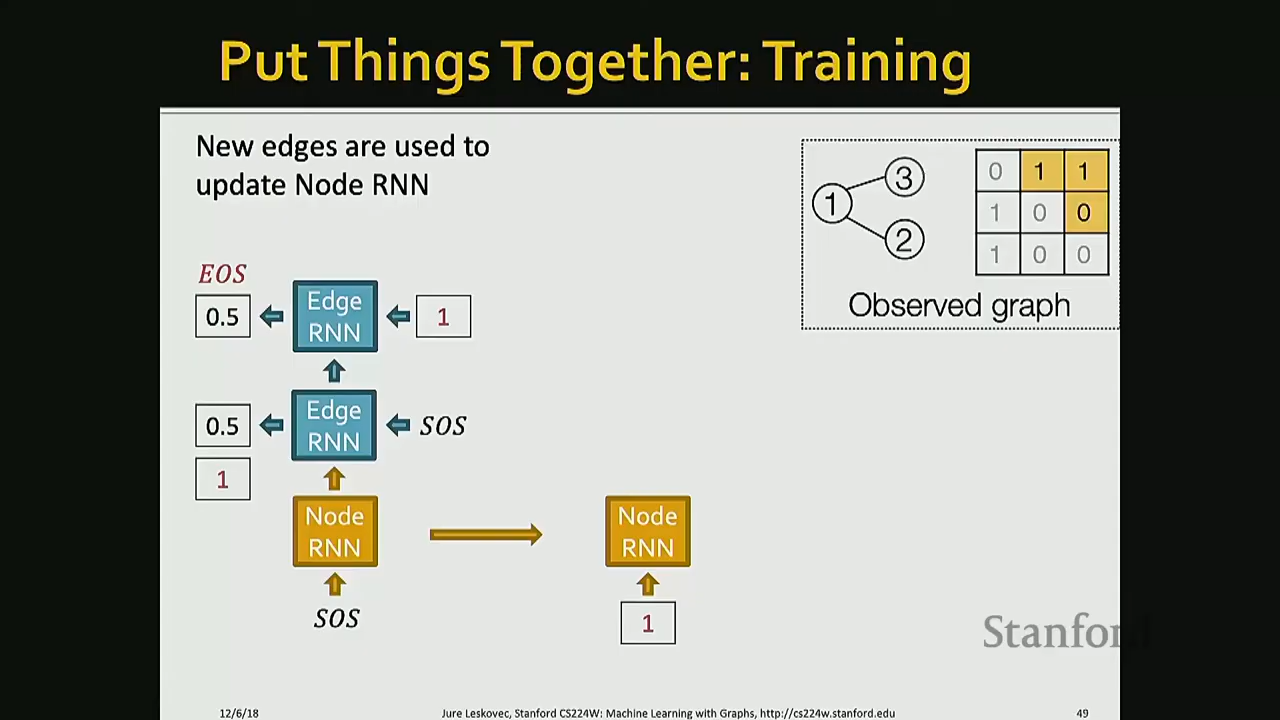 Put Things Together: Training
New edges are used to
update Node RNN
1
3
2
0 1 1
1 0 0
1 0 0
Observed graph
EOS
0.5
Edge
RNN
1
0.5
Edge
RNN
SOS
1
Node
RNN
Node
RNN
SOS
1
Stanford
12/6/18
Jure Leskovec, Stanford CS224W: Machine Learning with Graphs, http://cs224w.stanford.edu
49